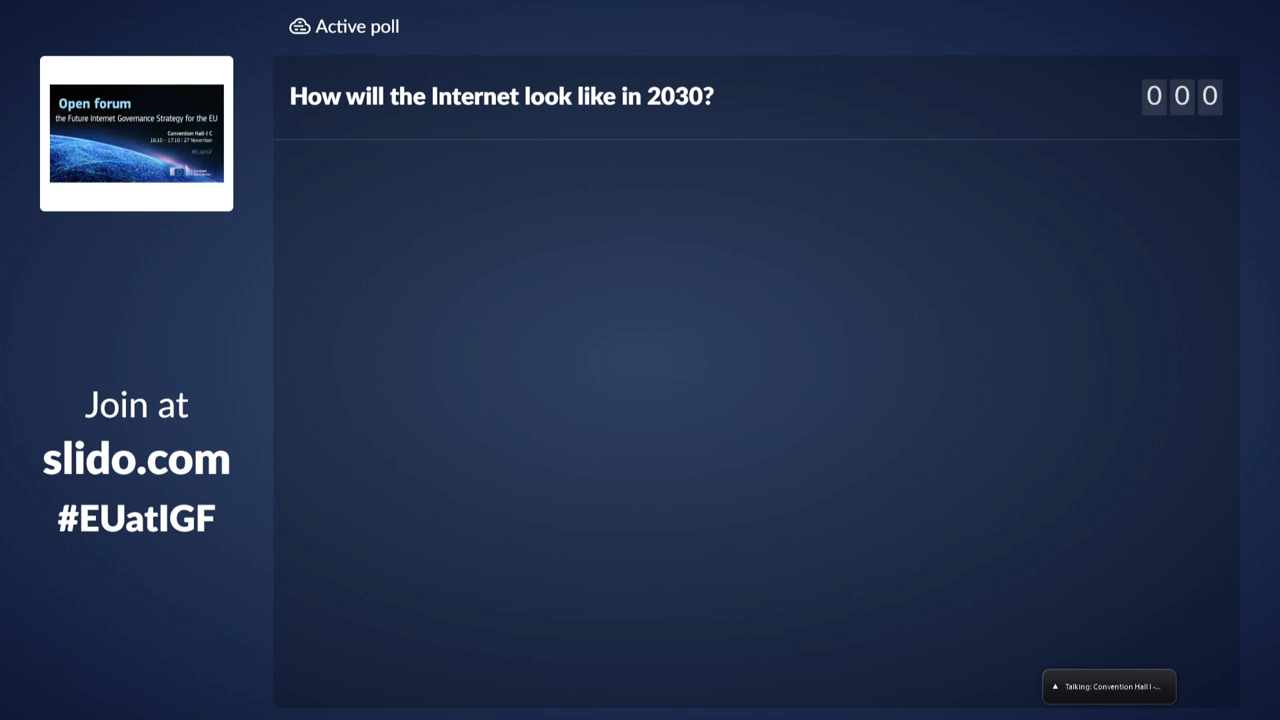 Active poll
How will the Internet look like in 2030?
0 0 0
Open forum
the Future Internet Governance Strategy for the EU
Convention Hall-I C
#EUatIGF
Join at
slido.com
#EUatIGF
Talking: Convention Hall I -...